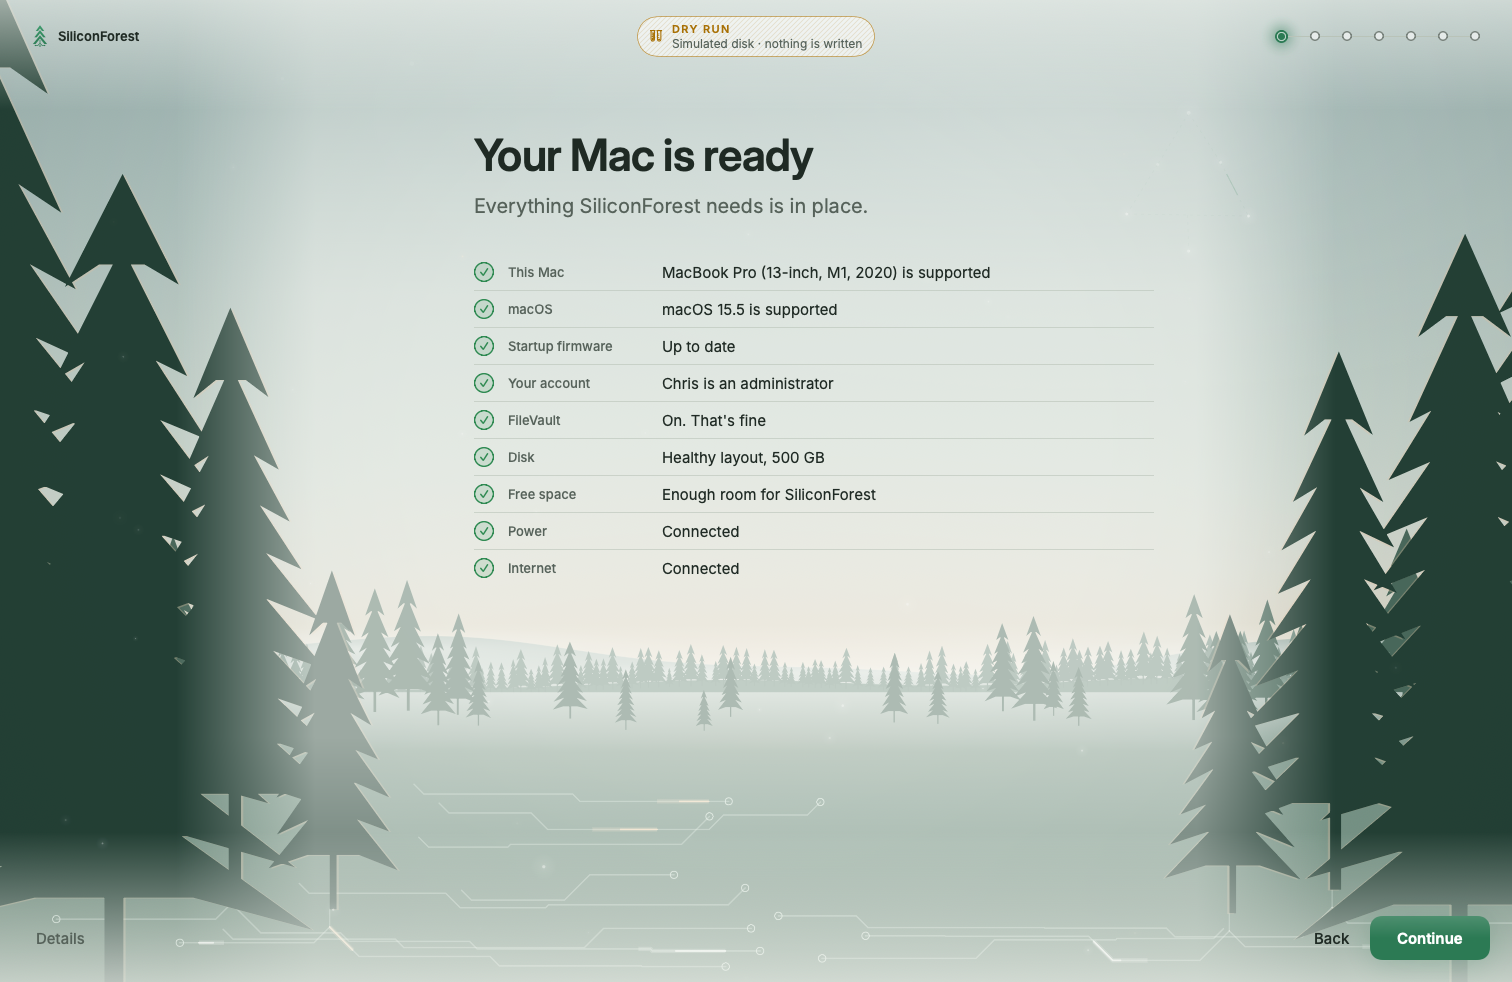 SiliconForest
DRY RUN
Simulated disk · nothing is written
Your Mac is ready
Everything SiliconForest needs is in place.
This Mac MacBook Pro (13-inch, M1, 2020) is supported
macOS macOS 15.5 is supported
Startup firmware Up to date
Your account Chris is an administrator
FileVault On. That's fine
Disk Healthy layout, 500 GB
Free space Enough room for SiliconForest
Power Connected
Internet Connected
Details
Back
Continue